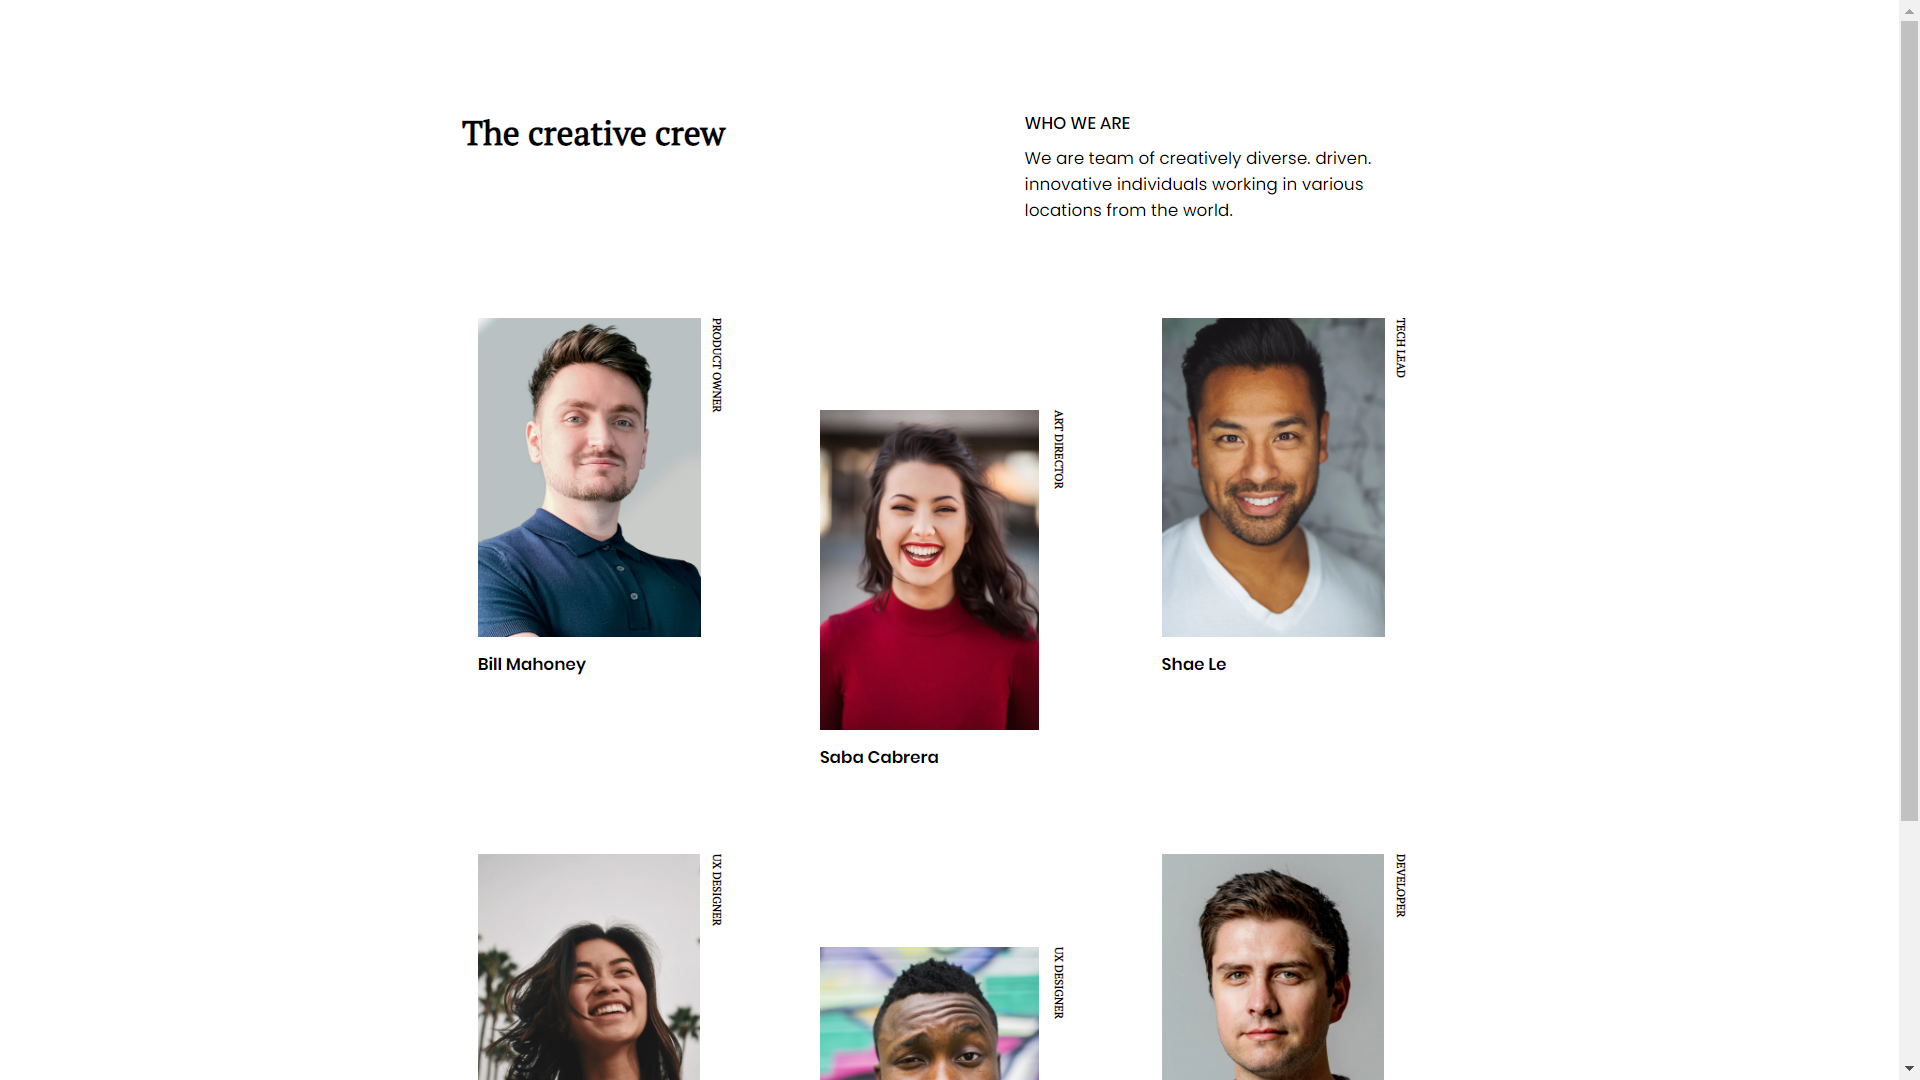 The creative crew
WHO WE ARE
We are team of creatively diverse. driven.
innovative individuals working in various
locations from the world.
PRODUCT OWNER
Bill Mahoney
ART DIRECTOR
Saba Cabrera
TECH LEAD
Shae Le
UX DESIGNER
UX DESIGNER
DEVELOPER